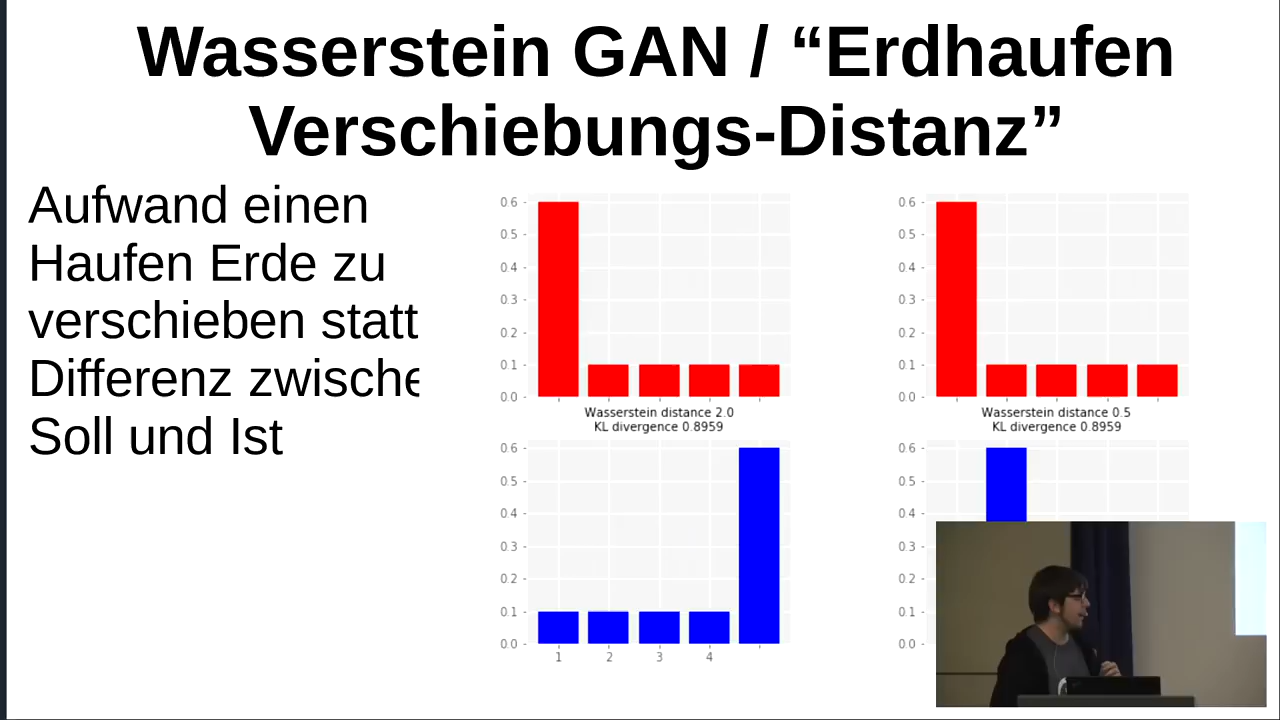 Wasserstein GAN / “Erdhaufen
Verschiebungs-Distanz”
Aufwand einen
Haufen Erde zu
verschieben statt
Differenz zwische
Soll und Ist
0.6
0.5
0.4
0.3
0.2
0.1
0.0
Wasserstein distance 2.0
KL divergence 0.8959
0.6
0.5
0.4
0.3
0.2
0.1
0.0
1 2 3 4
0.6
0.5
0.4
0.3
0.2
0.1
0.0
Wasserstein distance 0.5
KL divergence 0.8959
0.6
0.5
0.4
0.3
0.2
0.1
0.0